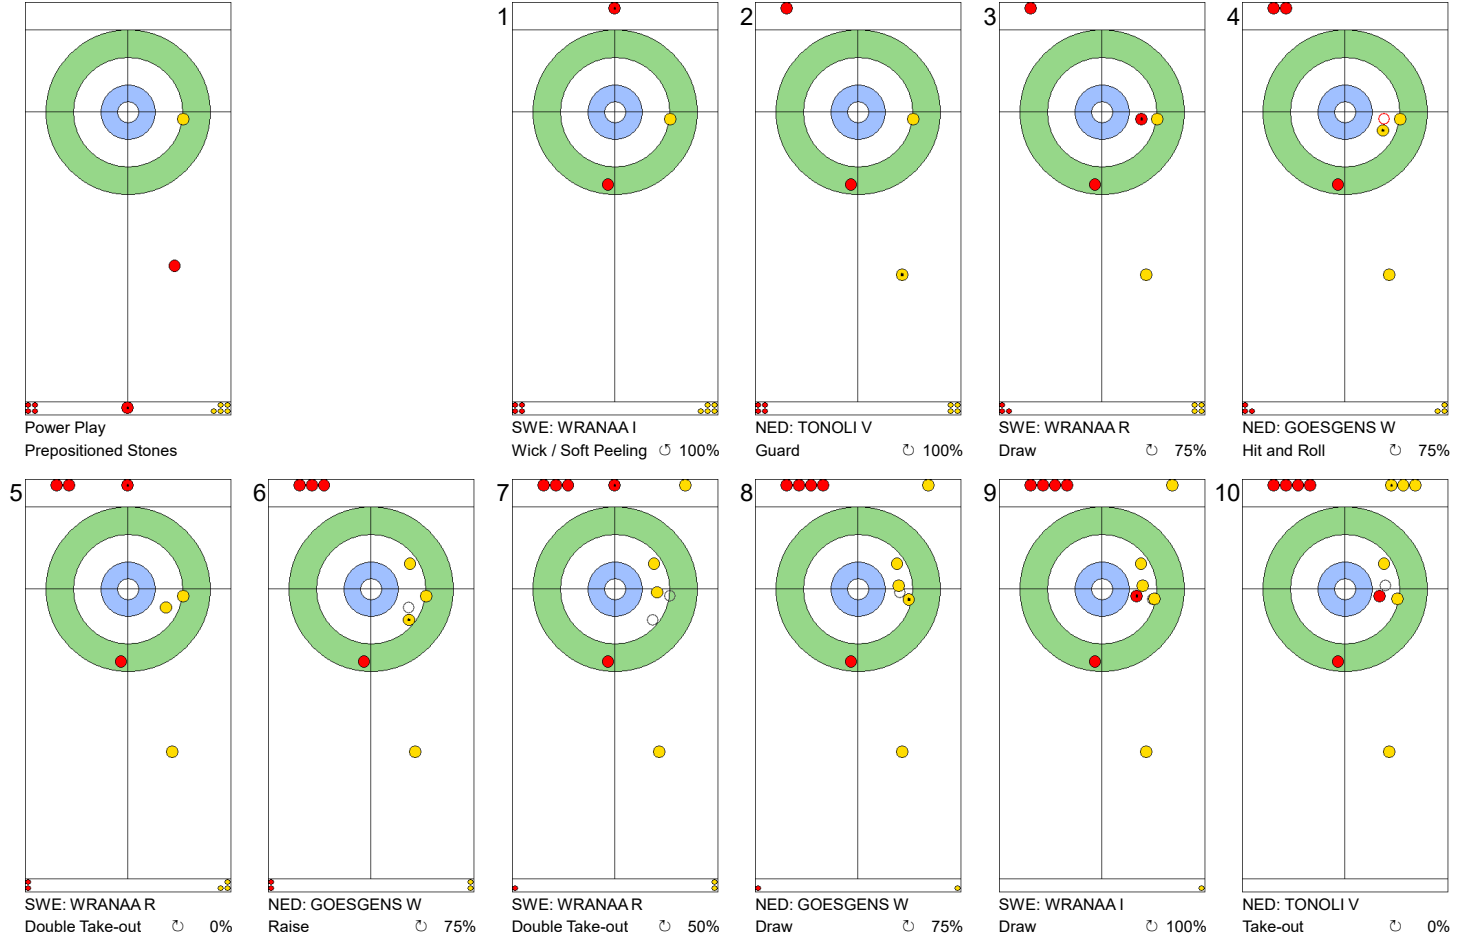 Power Play
Prepositioned Stones
1
SWE: WRANAA I
Wick / Soft Peeling 100%
2
NED: TONOLI V
Guard 100%
3
SWE: WRANAA R
Draw 75%
4
NED: GOESGENS W
Hit and Roll 75%
5
SWE: WRANAA R
Double Take-out 0%
6
NED: GOESGENS W
Raise 75%
7
SWE: WRANAA R
Double Take-out 50%
8
NED: GOESGENS W
Draw 75%
9
SWE: WRANAA I
Draw 100%
10
NED: TONOLI V
Take-out 0%